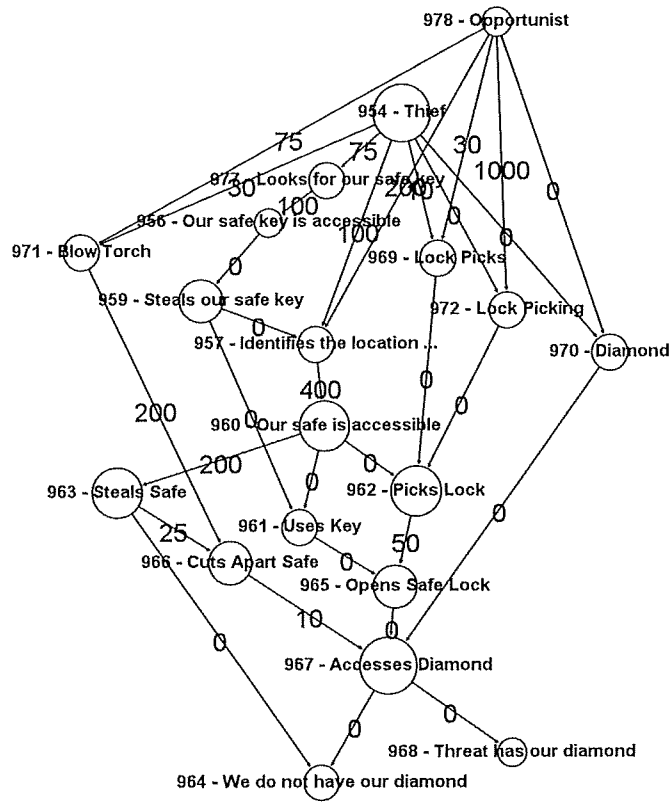 978 - Opportunist
954 - Thief
75
30
75
1000
977 - Looks for our safe key
30
200
0
100
0
956 - Our safe key is accessible
100
0
971 - Blow Torch
969 - Lock Picks
0
959 - Steals our safe key
972 - Lock Picking
0
957 - Identifies the location ...
970 - Diamond
0
400
0
200
0
960 - Our safe is accessible
200
0
963 - Steals Safe
0
962 - Picks Lock
0
25
961 - Uses Key
50
966 - Cuts Apart Safe
0
965 - Opens Safe Lock
10
0
0
967 - Accesses Diamond
0
0
968 - Threat has our diamond
964 - We do not have our diamond